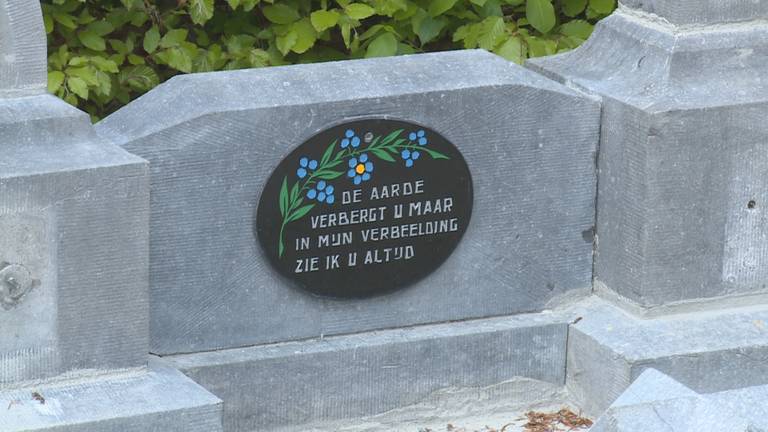 DE AARDE
VERBERGT U MAAR
IN MIJN VERBEELDING
ZIE IK U ALTIJD